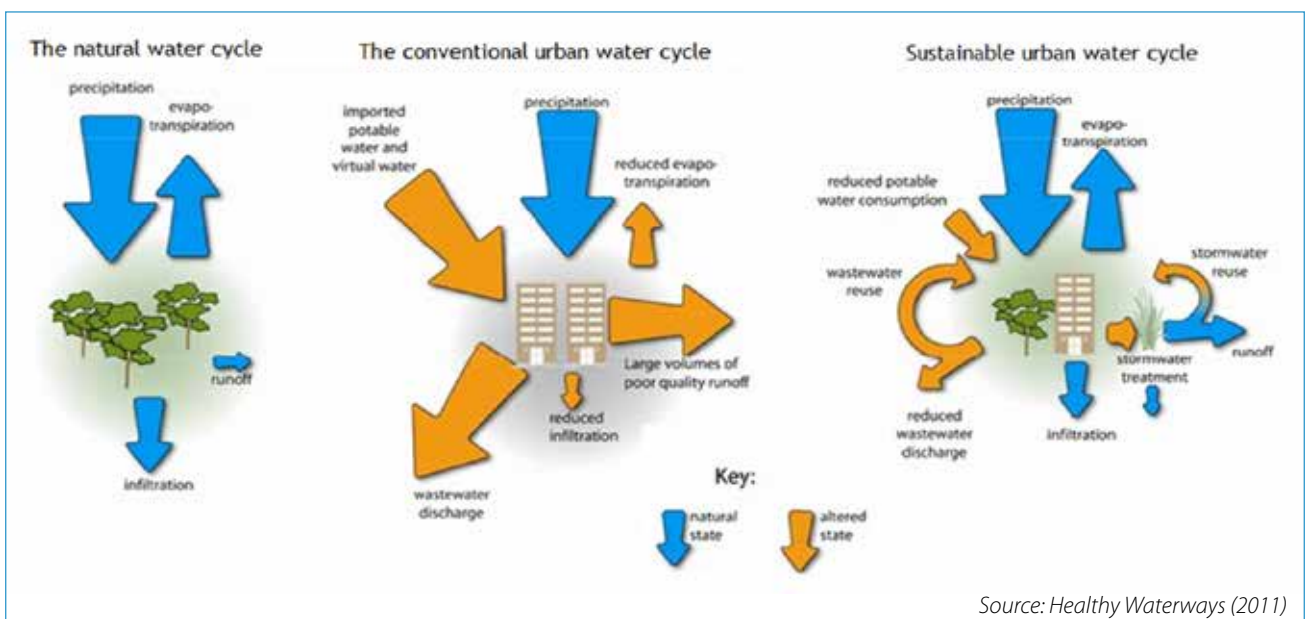 The natural water cycle
precipitation
evapo-
transpiration
runoff
infiltration
The conventional urban water cycle
imported
potable
water and
virtual water
precipitation
reduced evapo-
transpiration
Large volumes of
poor quality runoff
reduced
infiltration
wastewater
discharge
Sustainable urban water cycle
precipitation
evapo-
transpiration
reduced potable
water consumption
wastewater
reuse
stormwater
reuse
runoff
stormwater
treatment
reduced
wastewater
discharge
infiltration
Key:
natural
state
altered
state
Source: Healthy Waterways (2011)